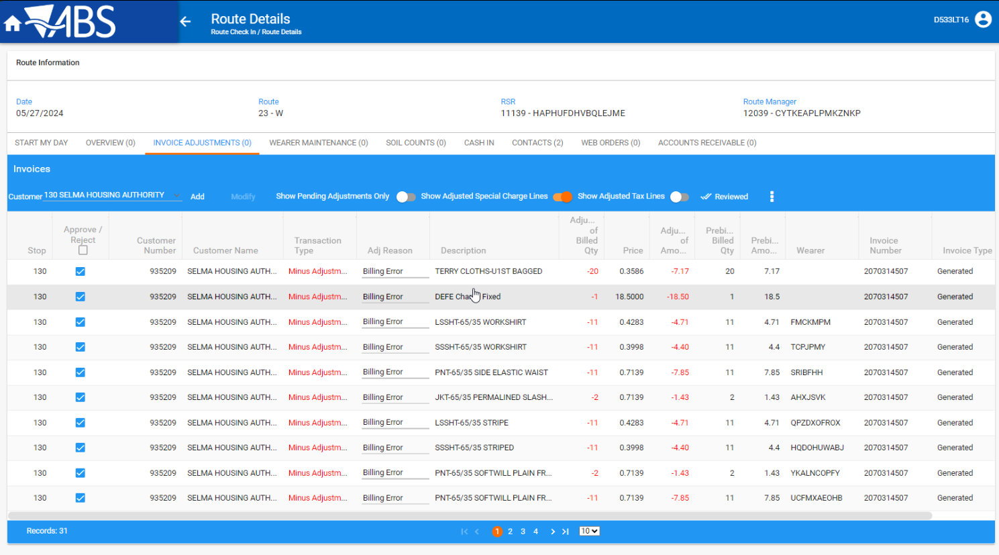 ABS
Route Details
Route Check In / Route Details
D533LT16
Route Information
Date
Route
RSR
Route Manager
05/27/2024
23 - W
11139 - HAPHUFDHVBQLEJME
12039 - CYTKEAPLPMKZNKP
START MY DAY OVERVIEW (0) INVOICE ADJUSTMENTS (0) WEARER MAINTENANCE (0) SOIL COUNTS (0) CASH IN CONTACTS (2) WEB ORDERS (0) ACCOUNTS RECEIVABLE (0)
Invoices
Customer 130 SELMA HOUSING AUTHORITY Add Modify Show Pending Adjustments Only Show Adjusted Special Charge Lines Show Adjusted Tax Lines Reviewed
Stop
Approve / Reject
Customer Number
Customer Name
Transaction Type
Adj Reason
Description
Adju... of Billed Qty
Price
Adju... of Amo...
Prebi... Billed Qty
Prebi... Amo...
Wearer
Invoice Number
Invoice Type
130 935209 SELMA HOUSING AUTH... Minus Adjustm... Billing Error TERRY CLOTHS-U1ST BAGGED -20 0.3586 -7.17 20 7.17 2070314507 Generated
130 935209 SELMA HOUSING AUTH... Minus Adjustm... Billing Error DEFE Fixed -1 18.5000 -18.50 1 18.5 2070314507 Generated
130 935209 SELMA HOUSING AUTH... Minus Adjustm... Billing Error LSSHT-65/35 WORKSHIRT -11 0.4283 -4.71 11 4.71 FMCKMPM 2070314507 Generated
130 935209 SELMA HOUSING AUTH... Minus Adjustm... Billing Error SSSHT-65/35 WORKSHIRT -11 0.3998 -4.40 11 4.4 TCPJPMY 2070314507 Generated
130 935209 SELMA HOUSING AUTH... Minus Adjustm... Billing Error PNT-65/35 SIDE ELASTIC WAIST -11 0.7139 -7.85 11 7.85 SRIBFHH 2070314507 Generated
130 935209 SELMA HOUSING AUTH... Minus Adjustm... Billing Error JKT-65/35 PERMALINED SLASH... -2 0.7139 -1.43 2 1.43 AHXJSVK 2070314507 Generated
130 935209 SELMA HOUSING AUTH... Minus Adjustm... Billing Error LSSHT-65/35 STRIPE -11 0.4283 -4.71 11 4.71 QPZDXOFROX 2070314507 Generated
130 935209 SELMA HOUSING AUTH... Minus Adjustm... Billing Error SSSHT-65/35 STRIPED -11 0.3998 -4.40 11 4.4 HQDOHUWABJ 2070314507 Generated
130 935209 SELMA HOUSING AUTH... Minus Adjustm... Billing Error PNT-65/35 SOFTWILL PLAIN FR... -2 0.7139 -1.43 2 1.43 YKALNCOPFY 2070314507 Generated
130 935209 SELMA HOUSING AUTH... Minus Adjustm... Billing Error PNT-65/35 SOFTWILL PLAIN FR... -11 0.7139 -7.85 11 7.85 UCFMXAEOHB 2070314507 Generated
Records: 31 1 2 3 4 10